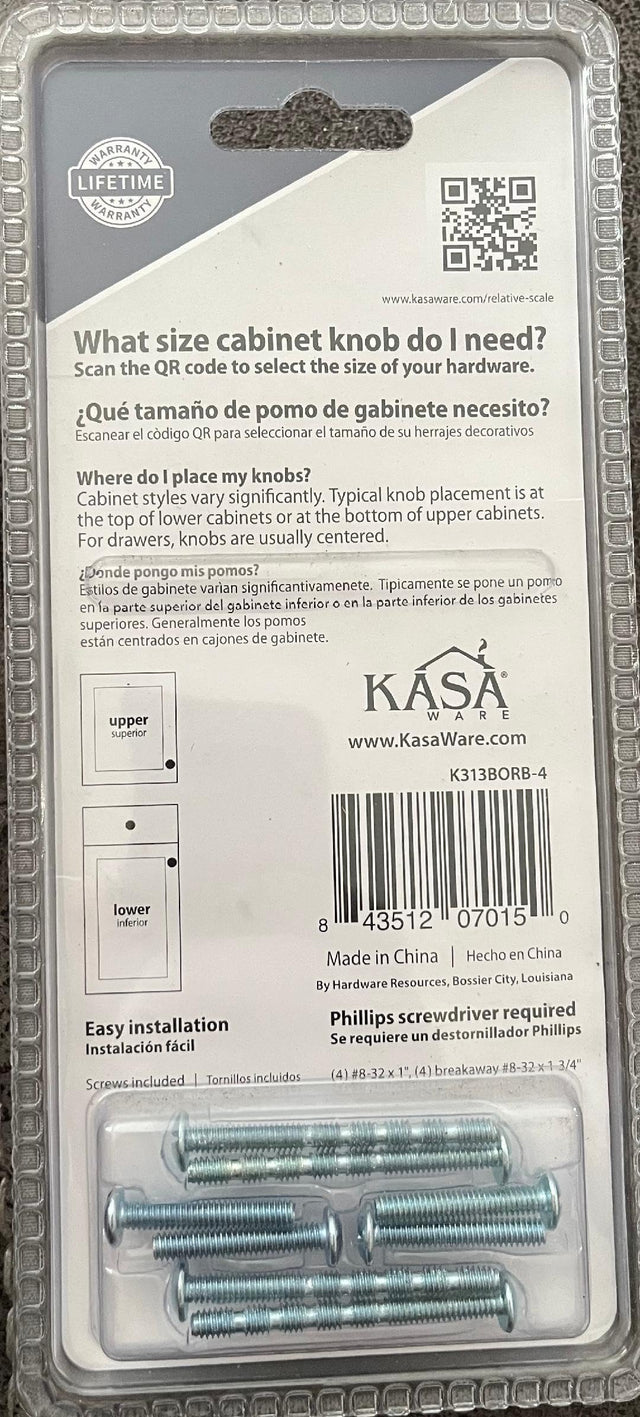 WARRANTY
LIFETIME
WARRANTY
www.kasaware.com/relative-scale
What size cabinet knob do I need?
Scan the QR code to select the size of your hardware.
¿Qué tamaño de pomo de gabinete necesito?
Escanear el còdigo QR para seleccionar el tamaño de su herrajes decorativos
Where do I place my knobs?
Cabinet styles vary significantly. Typical knob placement is at
the top of lower cabinets or at the bottom of upper cabinets.
For drawers, knobs are usually centered.
¿Donde pongo mis pomos?
Estilos de gabinete varìan significantivamenete. Tipicamente se pone un pomo
en la parte superior del gabinete inferior o en la parte inferior de los gabinetes
superiores. Generalmente los pomos
están centrados en cajones de gabinete.
upper
superior
KASA®
WARE
www.KasaWare.com
K313BORB-4
lower
inferior
8 43512 07015 0
Made in China | Hecho en China
By Hardware Resources, Bossier City, Louisiana
Easy installation
Instalación fácil
Phillips screwdriver required
Se requiere un destornillador Phillips
Screws included | Tornillos incluidos
(4) #8-32 x 1", (4) breakaway #8-32 x 1 3/4"